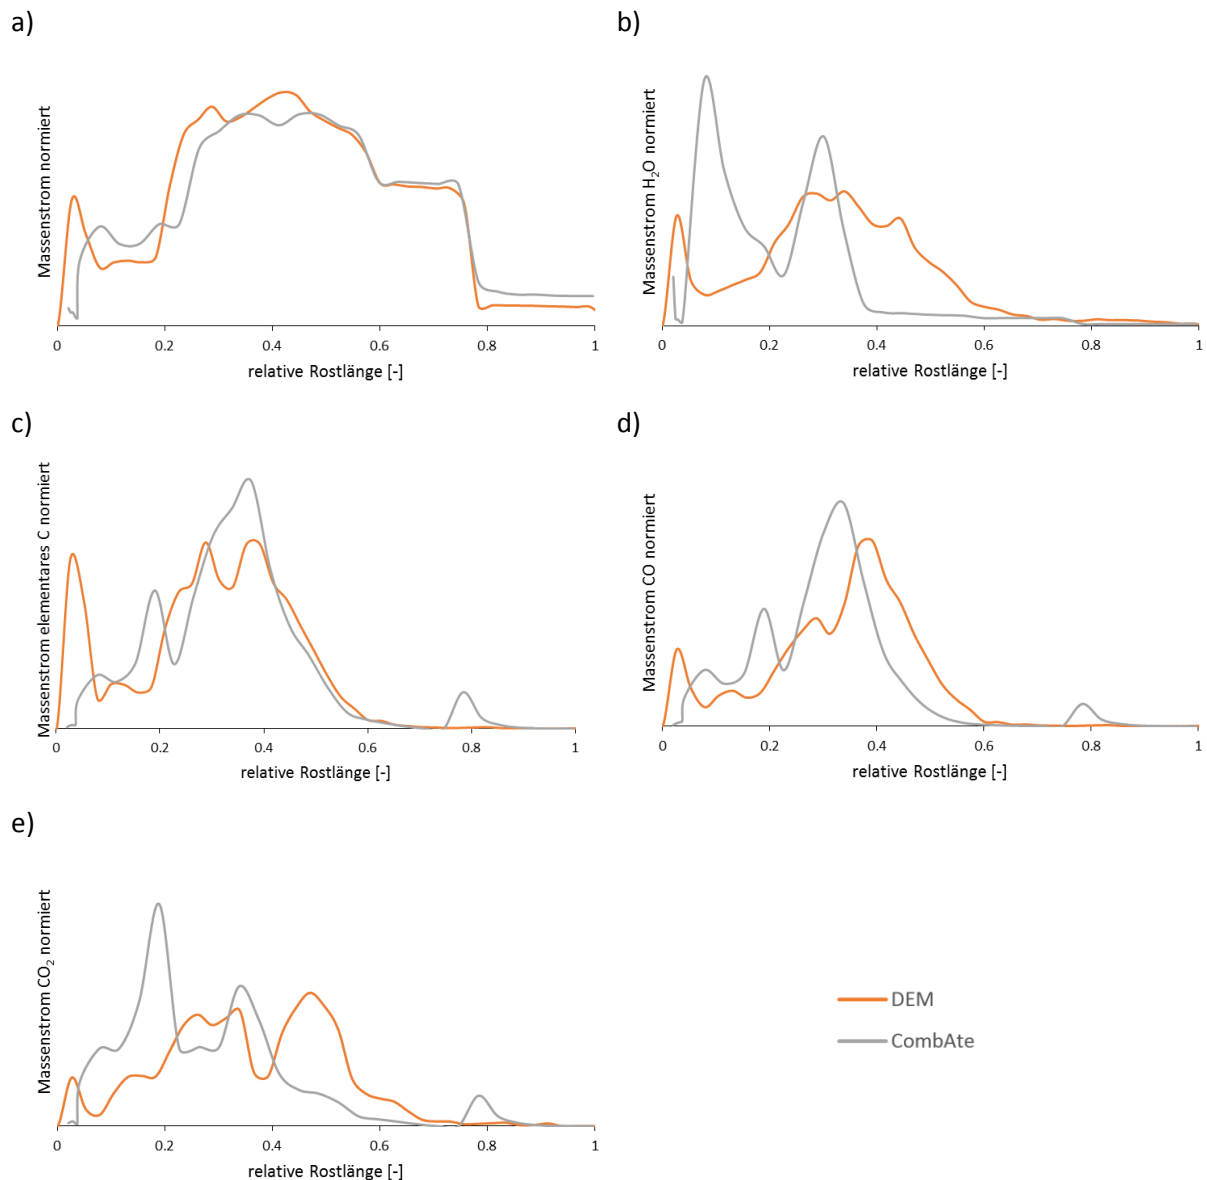 a)
Massenstrom normiert
0 0.2 0.4 0.6 0.8 1
relative Rostlänge [-]
b)
Massenstrom H₂O normiert
0 0.2 0.4 0.6 0.8 1
relative Rostlänge [-]
c)
Massenstrom elementares C normiert
0 0.2 0.4 0.6 0.8 1
relative Rostlänge [-]
d)
Massenstrom CO normiert
0 0.2 0.4 0.6 0.8 1
relative Rostlänge [-]
e)
Massenstrom CO₂ normiert
0 0.2 0.4 0.6 0.8 1
relative Rostlänge [-]
DEM
CombAte